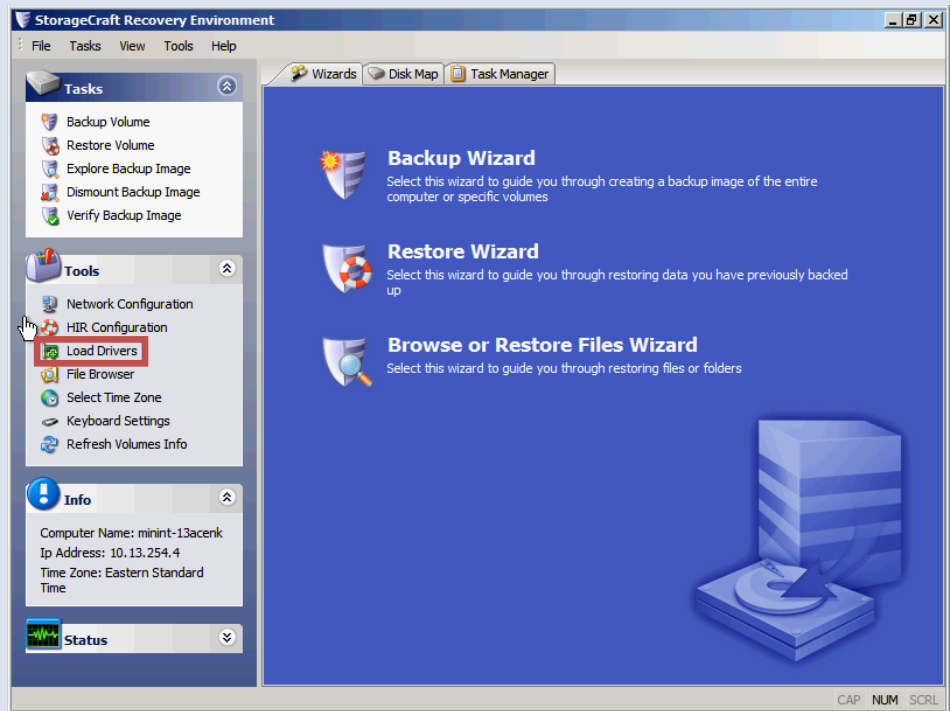 StorageCraft Recovery Environment
File Tasks View Tools Help
Tasks
Backup Volume
Restore Volume
Explore Backup Image
Dismount Backup Image
Verify Backup Image
Tools
Network Configuration
HIR Configuration
Load Drivers
File Browser
Select Time Zone
Keyboard Settings
Refresh Volumes Info
Info
Computer Name: minint-13acenk
Ip Address: 10.13.254.4
Time Zone: Eastern Standard
Time
Status
Wizards Disk Map Task Manager
Backup Wizard
Select this wizard to guide you through creating a backup image of the entire
computer or specific volumes
Restore Wizard
Select this wizard to guide you through restoring data you have previously backed
up
Browse or Restore Files Wizard
Select this wizard to guide you through restoring files or folders
CAP NUM SCRL